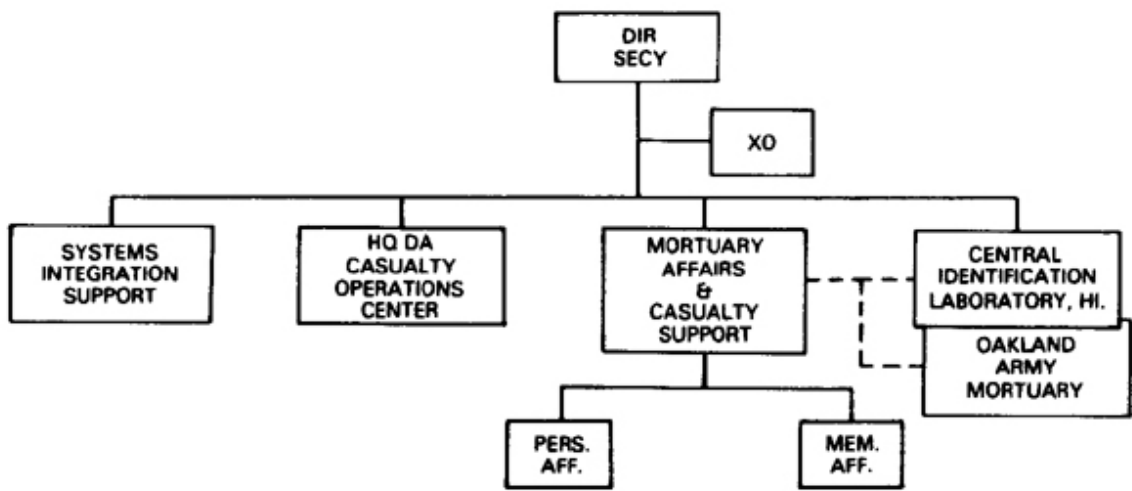 DIR
SECY
XO
SYSTEMS
INTEGRATION
SUPPORT
HQ DA
CASUALTY
OPERATIONS
CENTER
MORTUARY
AFFAIRS
&
CASUALTY
SUPPORT
CENTRAL
IDENTIFICATION
LABORATORY, HI.
OAKLAND
ARMY
MORTUARY
PERS.
AFF.
MEM.
AFF.